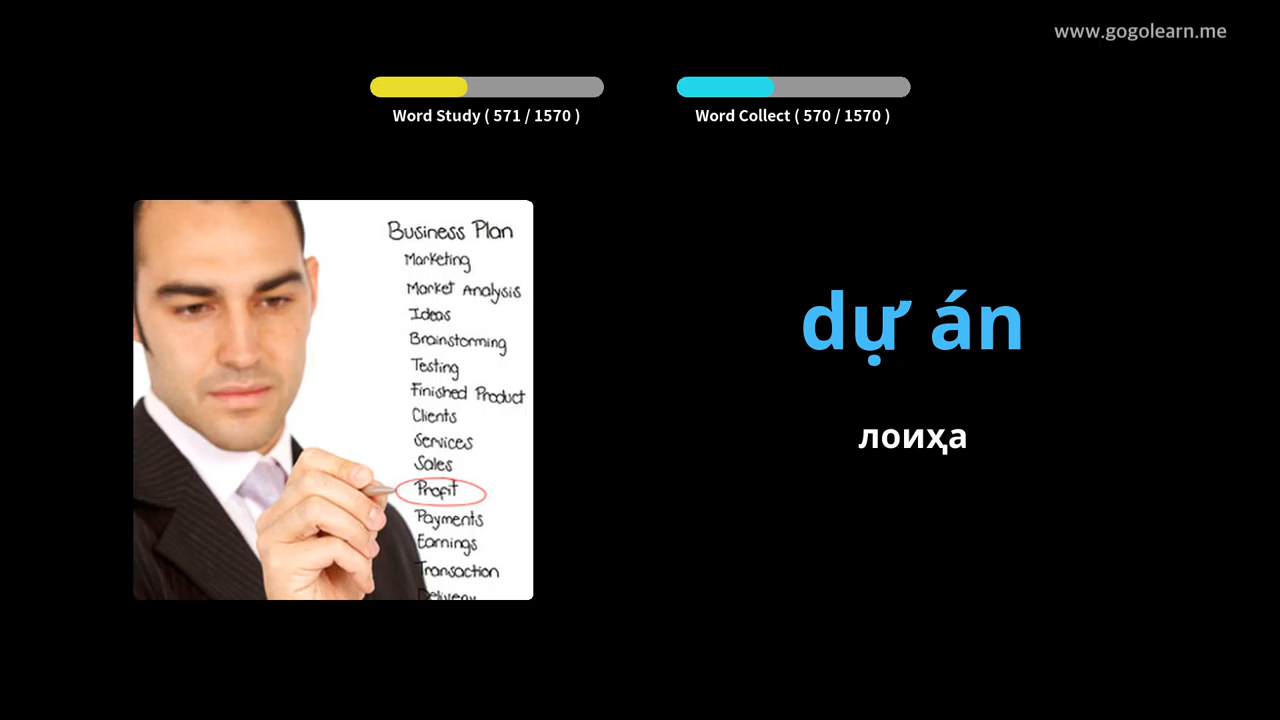 www.gogolearn.me
Word Study ( 571 / 1570 )
Word Collect ( 570 / 1570 )
Business Plan
Marketing
Market Analysis
Ideas
Brainstorming
Testing
Finished Product
Clients
Services
Sales
Profit
Payments
Earnings
Transaction
Delivery
dự án
лоиҳа